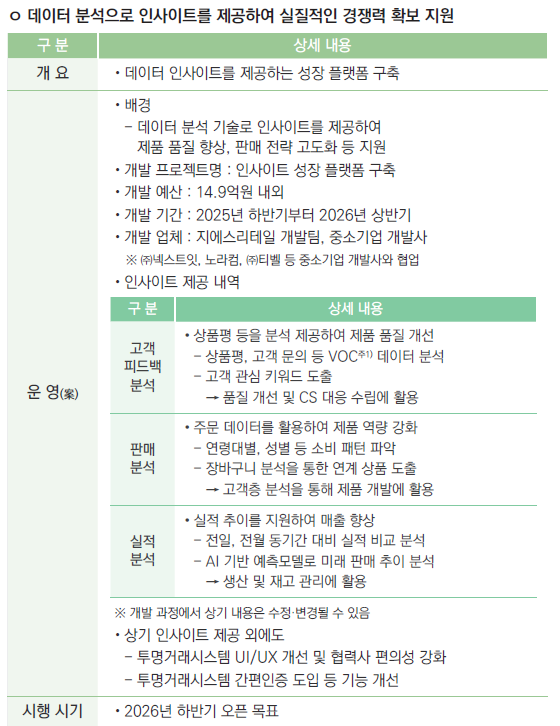 ㅇ 데이터 분석으로 인사이트를 제공하여 실질적인 경쟁력 확보 지원
구 분 상세 내용
개 요 • 데이터 인사이트를 제공하는 성장 플랫폼 구축
• 배경
– 데이터 분석 기술로 인사이트를 제공하여
제품 품질 향상, 판매 전략 고도화 등 지원
• 개발 프로젝트명 : 인사이트 성장 플랫폼 구축
• 개발 예산 : 14.9억원 내외
• 개발 기간 : 2025년 하반기부터 2026년 상반기
• 개발 업체 : 지에스리테일 개발팀, 중소기업 개발사
※ ㈜넥스트잇, 노라컴, ㈜티벨 등 중소기업 개발사와 협업
• 인사이트 제공 내역
운 영(案)
구 분 상세 내용
고객
피드백
분석
• 상품평 등을 분석 제공하여 제품 품질 개선
– 상품평, 고객 문의 등 VOC주1) 데이터 분석
– 고객 관심 키워드 도출
→ 품질 개선 및 CS 대응 수립에 활용
판매
분석
• 주문 데이터를 활용하여 제품 역량 강화
– 연령대별, 성별 등 소비 패턴 파악
– 장바구니 분석을 통한 연계 상품 도출
→ 고객층 분석을 통해 제품 개발에 활용
실적
분석
• 실적 추이를 지원하여 매출 향상
– 전일, 전월 동기간 대비 실적 비교 분석
– AI 기반 예측모델로 미래 판매 추이 분석
→ 생산 및 재고 관리에 활용
※ 개발 과정에서 상기 내용은 수정·변경될 수 있음
• 상기 인사이트 제공 외에도
– 투명거래시스템 UI/UX 개선 및 협력사 편의성 강화
– 투명거래시스템 간편인증 도입 등 기능 개선
시행 시기 • 2026년 하반기 오픈 목표